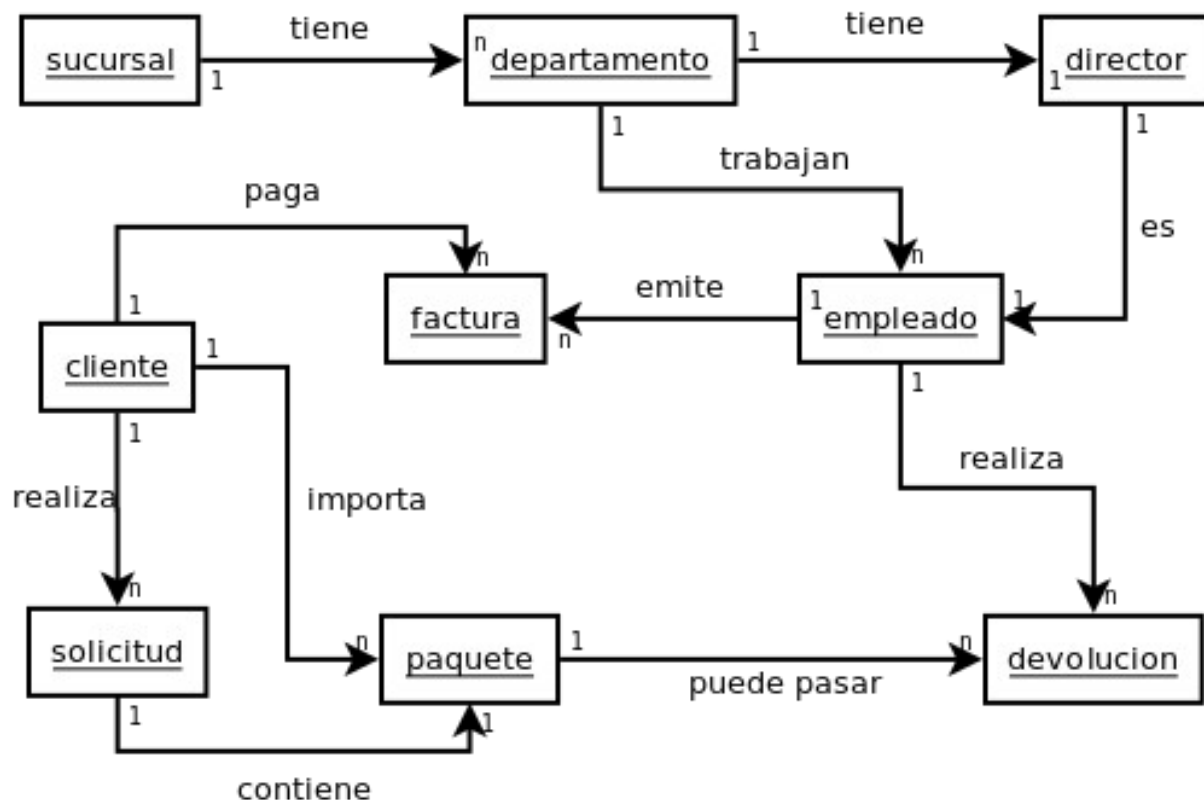 tiene
tiene
sucursal
1
n
departamento
1
1
director
1
1
trabajan
paga
es
n
n
emite
1
factura
n
1
empleado
1
1
cliente
1
1
1
realiza
realiza
importa
n
n
solicitud
n
paquete
1
n
devolucion
puede pasar
1
1
contiene